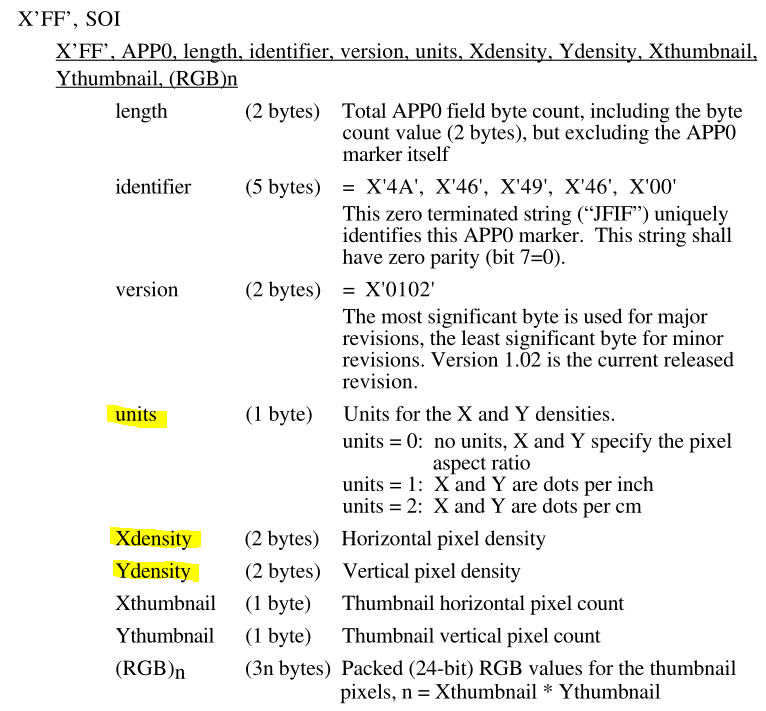 X’FF’, SOI
X’FF’, APP0, length, identifier, version, units, Xdensity, Ydensity, Xthumbnail,
Ythumbnail, (RGB)n
length (2 bytes) Total APP0 field byte count, including the byte
count value (2 bytes), but excluding the APP0
marker itself
identifier (5 bytes) = X'4A', X'46', X'49', X'46', X'00'
This zero terminated string (“JFIF”) uniquely
identifies this APP0 marker. This string shall
have zero parity (bit 7=0).
version (2 bytes) = X'0102'
The most significant byte is used for major
revisions, the least significant byte for minor
revisions. Version 1.02 is the current released
revision.
units (1 byte) Units for the X and Y densities.
units = 0: no units, X and Y specify the pixel
aspect ratio
units = 1: X and Y are dots per inch
units = 2: X and Y are dots per cm
Xdensity (2 bytes) Horizontal pixel density
Ydensity (2 bytes) Vertical pixel density
Xthumbnail (1 byte) Thumbnail horizontal pixel count
Ythumbnail (1 byte) Thumbnail vertical pixel count
(RGB)n (3n bytes) Packed (24-bit) RGB values for the thumbnail
pixels, n = Xthumbnail * Ythumbnail